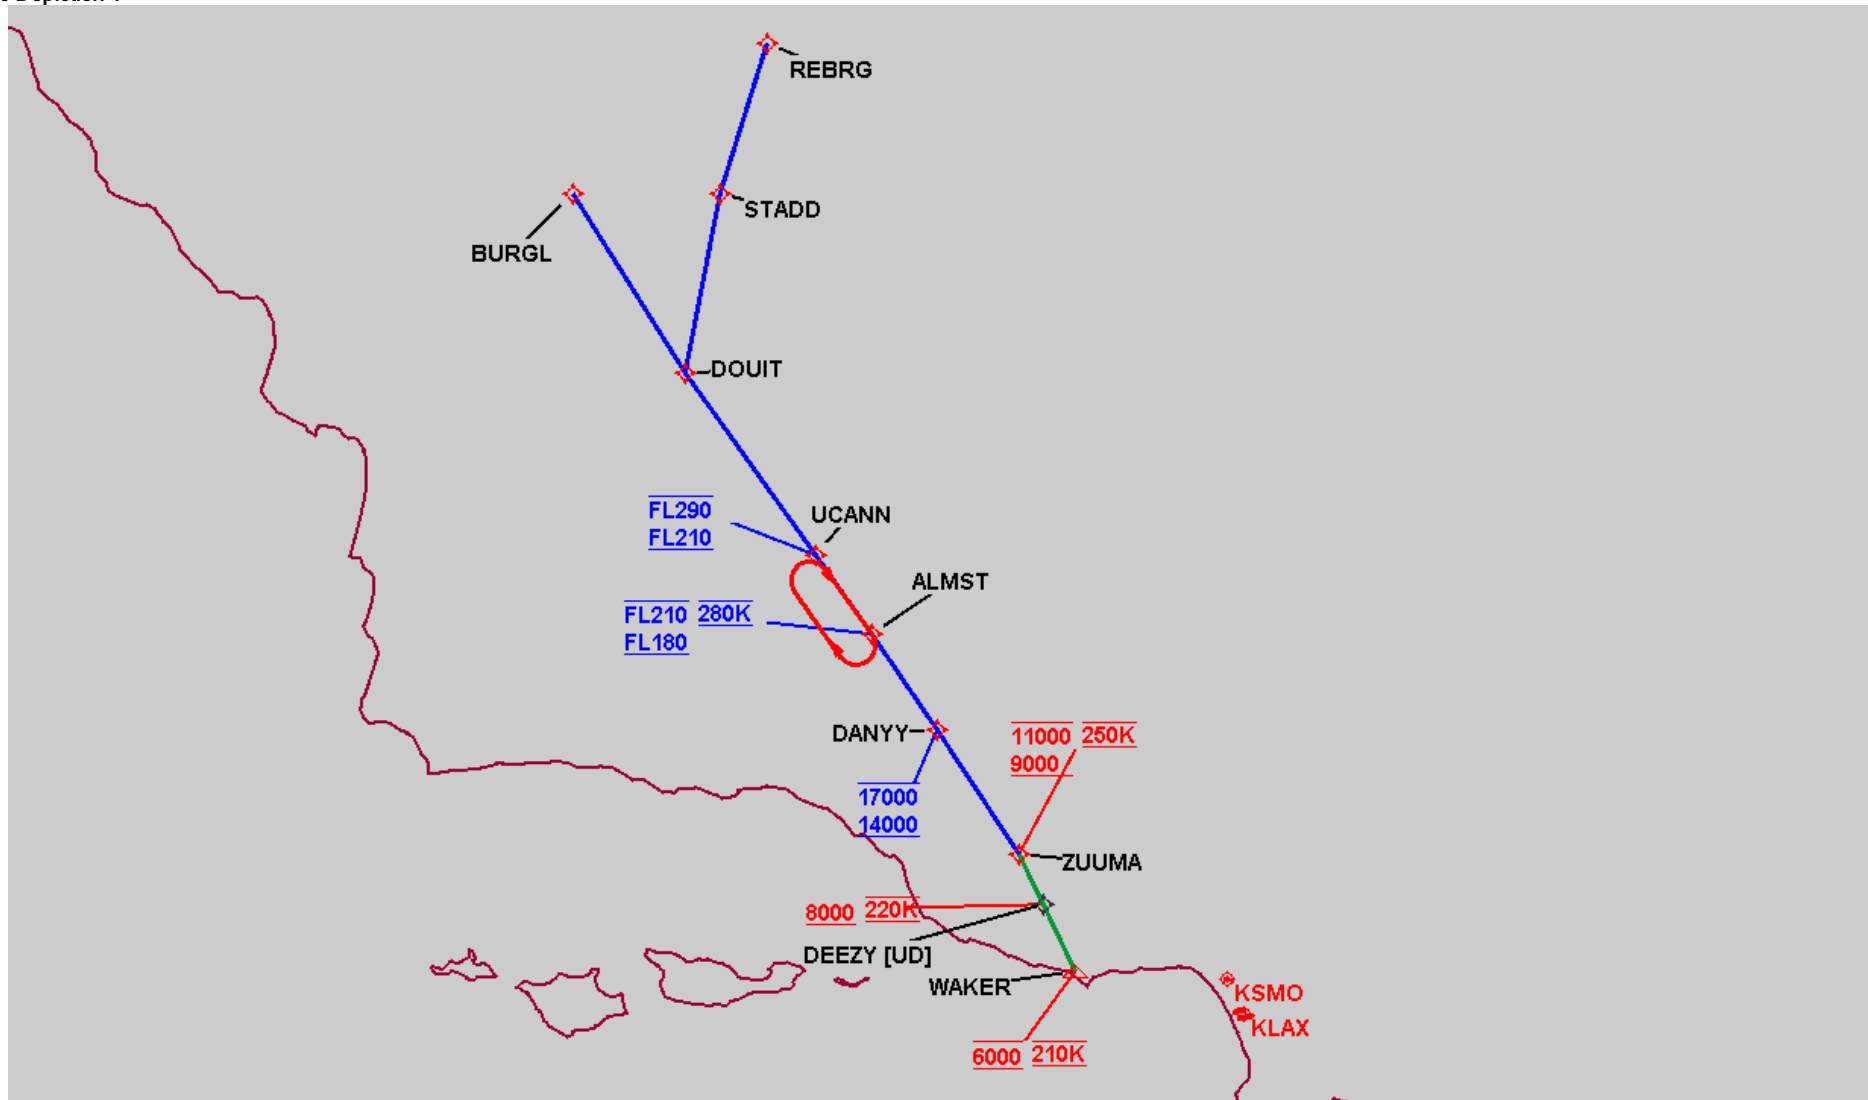 REBRG
STADD
BURGL
DOUIT
FL290
FL210
UCANN
ALMST
FL210 280K
FL180
DANYY
11000 250K
9000
17000
14000
ZUUMA
8000 220K
DEEZY [UD]
WAKER
KSMO
KLAX
6000 210K